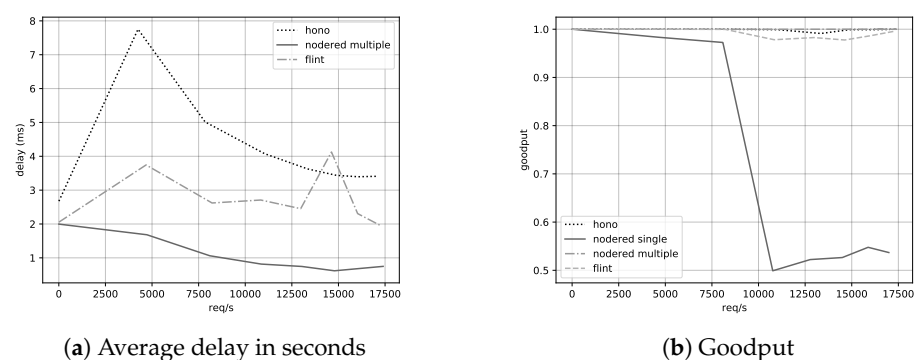 8
7
6
5
4
3
2
1
delay (ms)
hono
nodered multiple
flint
0 2500 5000 7500 10000 12500 15000 17500
req/s
(a) Average delay in seconds
1.0
0.9
0.8
0.7
0.6
0.5
goodput
hono
nodered single
nodered multiple
flint
0 2500 5000 7500 10000 12500 15000 17500
req/s
(b) Goodput